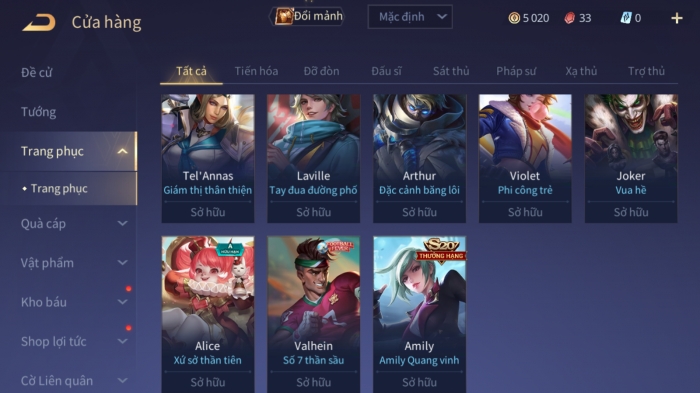 Cửa hàng
Đổi mảnh
Mặc định
5 020
33
0
Đề cử
Tướng
Trang phục
Trang phục
Quà cáp
Vật phẩm
Kho báu
Shop lợi tức
Cờ Liên quân
Tất cả
Tiến hóa
Đỡ đòn
Đấu sĩ
Sát thủ
Pháp sư
Xạ thủ
Trợ thủ
Tel'Annas
Giám thị thân thiện
Sở hữu
Laville
Tay đua đường phố
Sở hữu
Arthur
Đặc cảnh băng lôi
Sở hữu
Violet
Phi công trẻ
Sở hữu
Joker
Vua hề
Sở hữu
Alice
Xứ sở thần tiên
Sở hữu
FOOTBALL FEVER
Valhein
Số 7 thần sầu
Sở hữu
S20
THƯỞNG HẠNG
Amily
Amily Quang vinh
Sở hữu